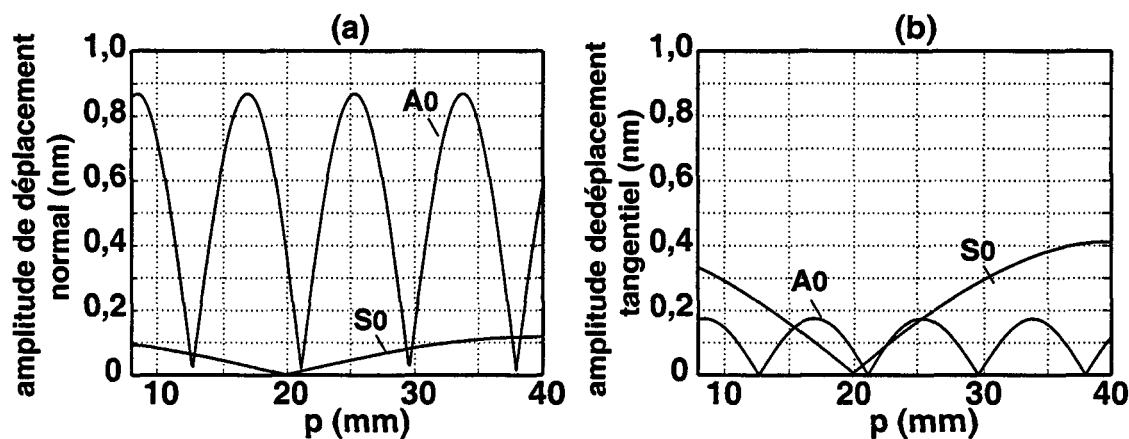 (a)
amplitude de déplacement
normal (nm)
1,0
0,8
0,6
0,4
0,2
0
A0
S0
10
20
30
40
p (mm)
(b)
amplitude dedéplacement
tangentiel (nm)
1,0
0,8
0,6
0,4
0,2
0
S0
A0
10
20
30
40
p (mm)